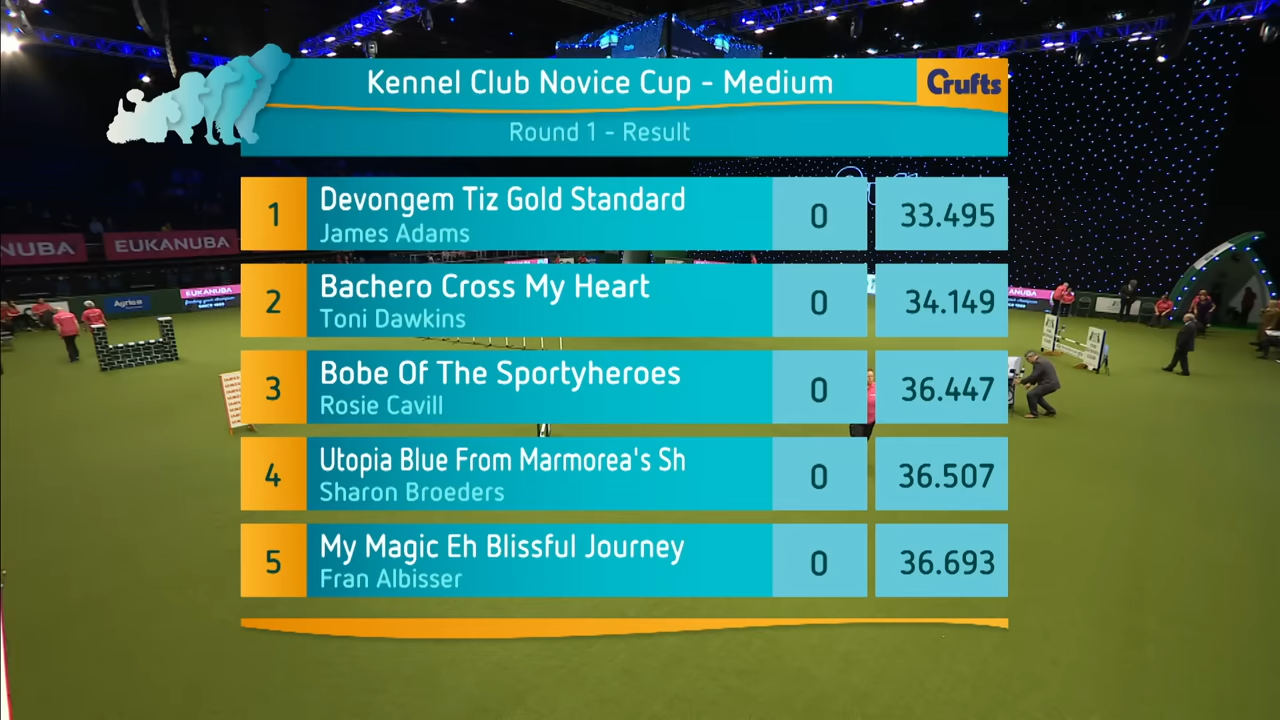 Kennel Club Novice Cup - Medium
Crufts
Round 1 - Result
1
Devongem Tiz Gold Standard
James Adams
0
33.495
2
Bachero Cross My Heart
Toni Dawkins
0
34.149
3
Bobe Of The Sportyheroes
Rosie Cavill
0
36.447
4
Utopia Blue From Marmorea's Sh
Sharon Broeders
0
36.507
5
My Magic Eh Blissful Journey
Fran Albisser
0
36.693
NUBA
EUKANUBA
Agria
EUKANUBA
ANUBA